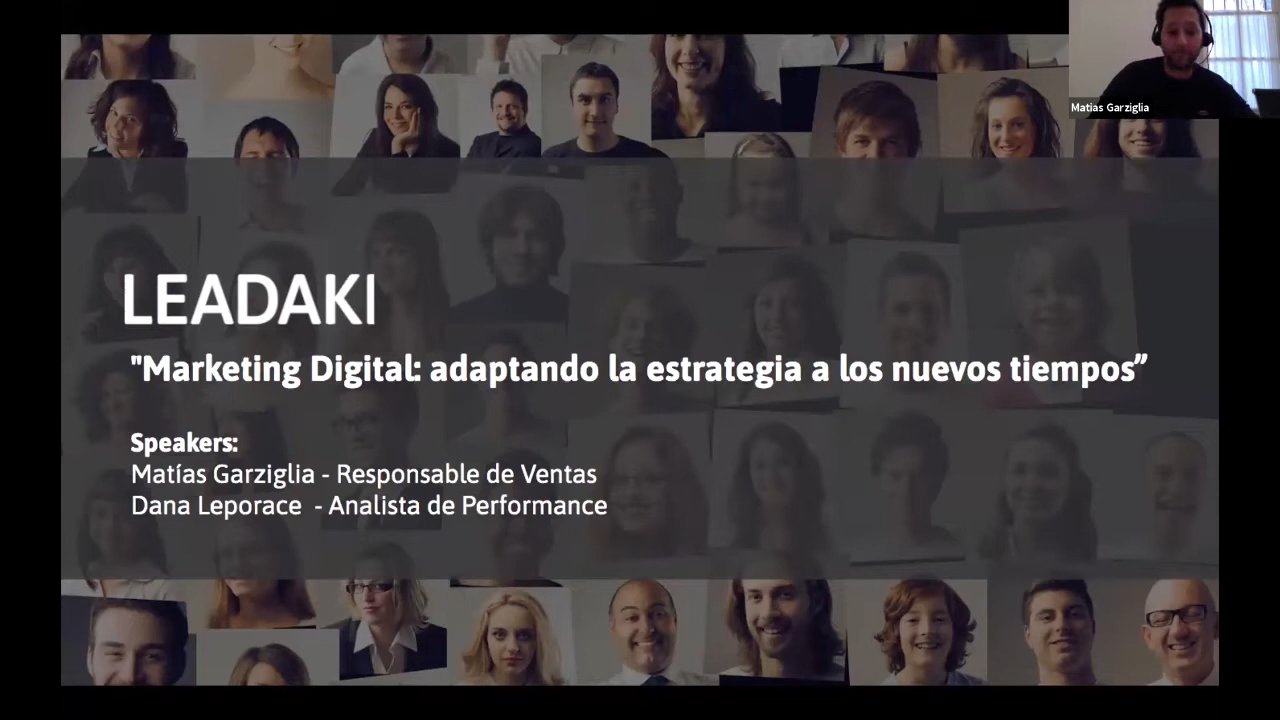 Matias Garziglia
LEADAKI
"Marketing Digital: adaptando la estrategia a los nuevos tiempos”
Speakers:
Matías Garziglia - Responsable de Ventas
Dana Leporace - Analista de Performance